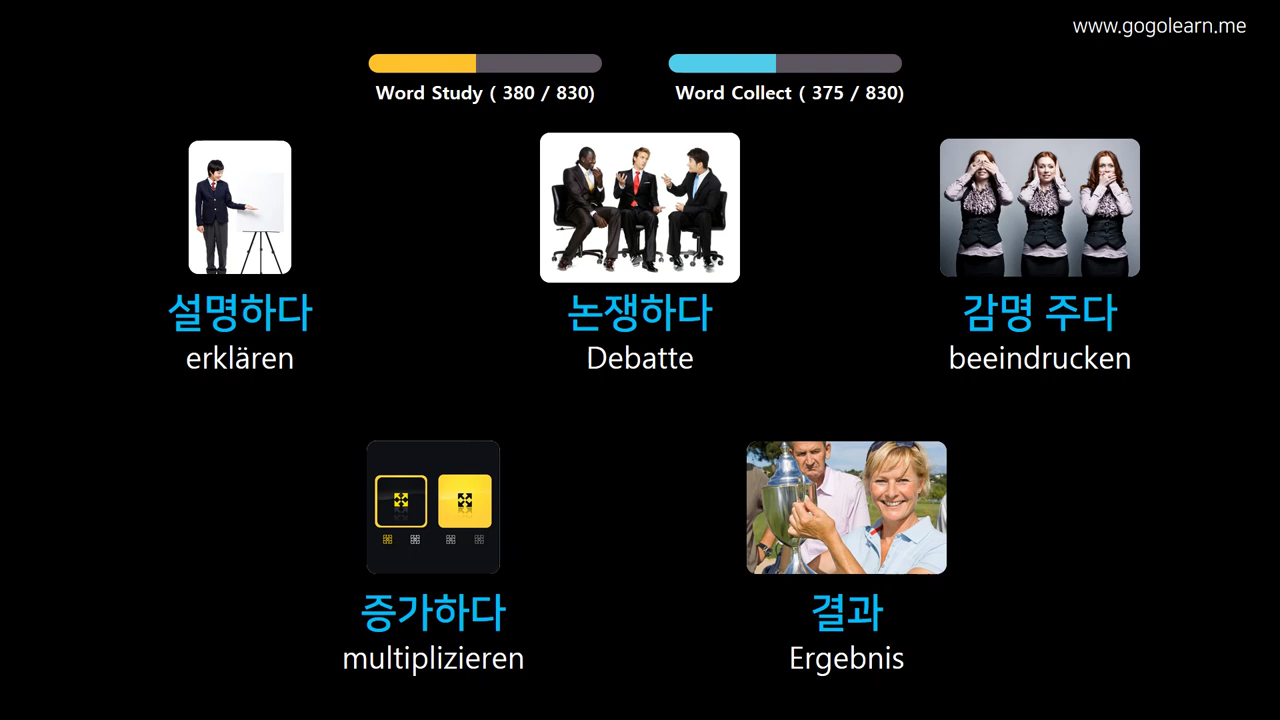 www.gogolearn.me
Word Study ( 380 / 830)
Word Collect ( 375 / 830)
설명하다
erklären
논쟁하다
Debatte
감명 주다
beeindrucken
증가하다
multiplizieren
결과
Ergebnis